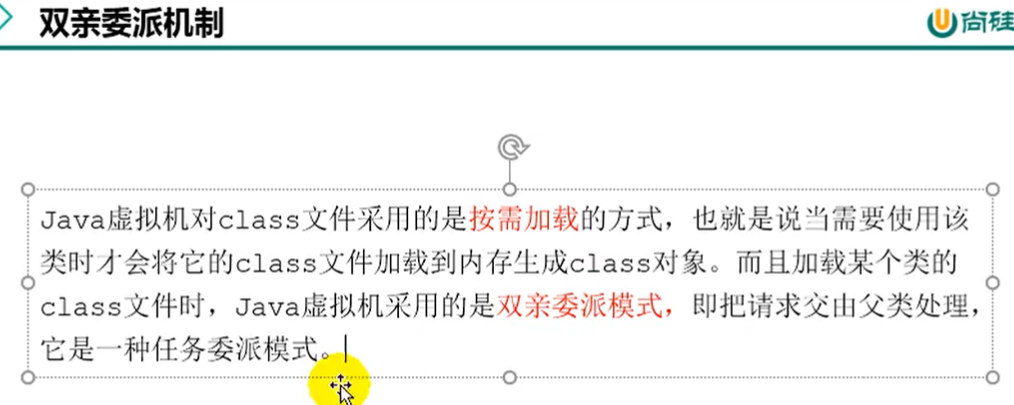 双亲委派机制
尚硅
Java虚拟机对class文件采用的是按需加载的方式，也就是说当需要使用该
类时才会将它的class文件加载到内存生成class对象。而且加载某个类的
class文件时，Java虚拟机采用的是双亲委派模式，即把请求交由父类处理，
它是一种任务委派模式。